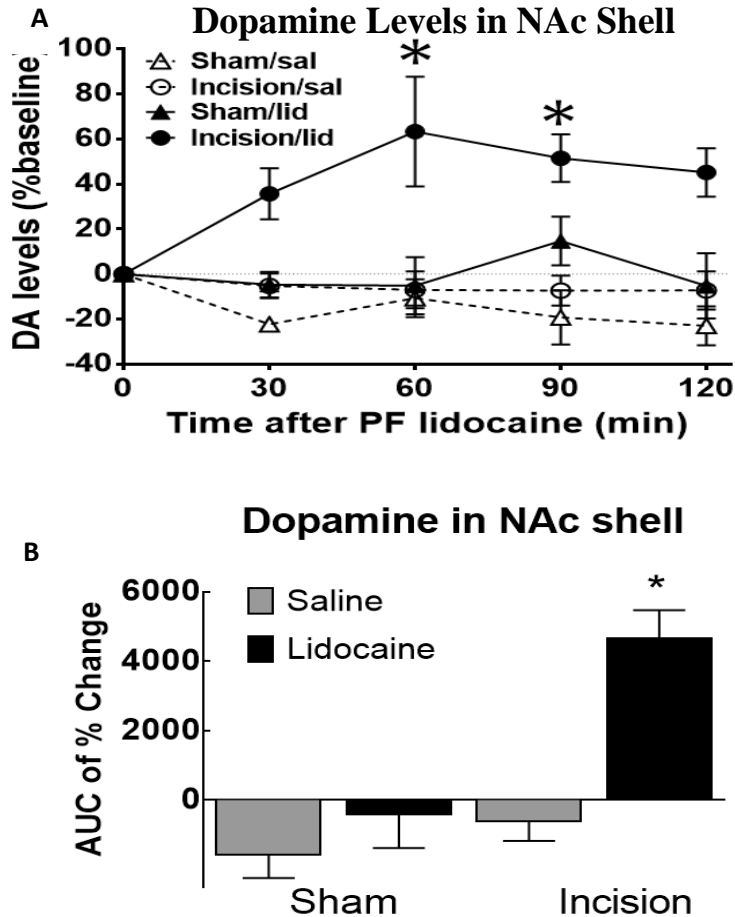 A
Dopamine Levels in NAc Shell
DA levels (%baseline)
100
80
60
40
20
0
-20
-40
Sham/sal
Incision/sal
Sham/lid
Incision/lid
*
*
0 30 60 90 120
Time after PF lidocaine (min)
B
Dopamine in NAc shell
AUC of % Change
6000
4000
2000
0
Saline
Lidocaine
*
Sham Incision